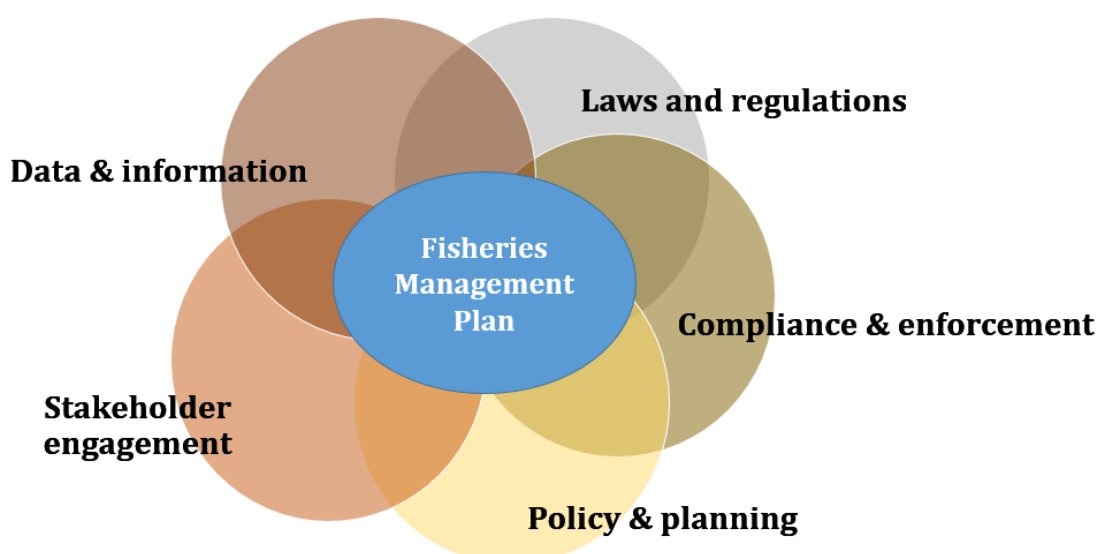 Laws and regulations
Data & information
Fisheries
Management
Plan
Compliance & enforcement
Stakeholder
engagement
Policy & planning